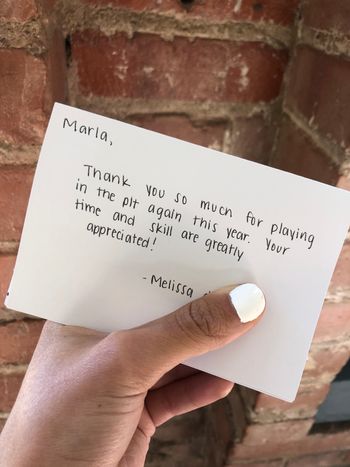 Marla,
Thank you so much for playing
in the pit again this year. Your
time and skill are greatly
appreciated!
- Melissa